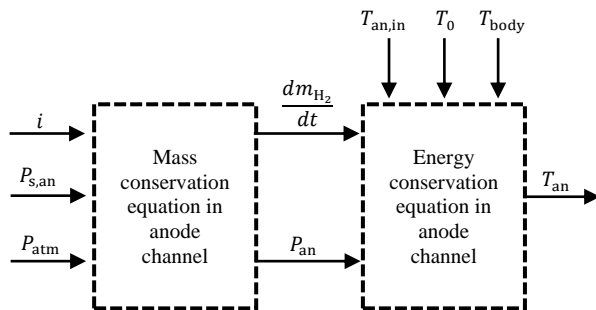 T_an,in T_0 T_body
i
P_s,an
P_atm
Mass
conservation
equation in
anode
channel
dm_H_2
dt
P_an
Energy
conservation
equation in
anode
channel
T_an